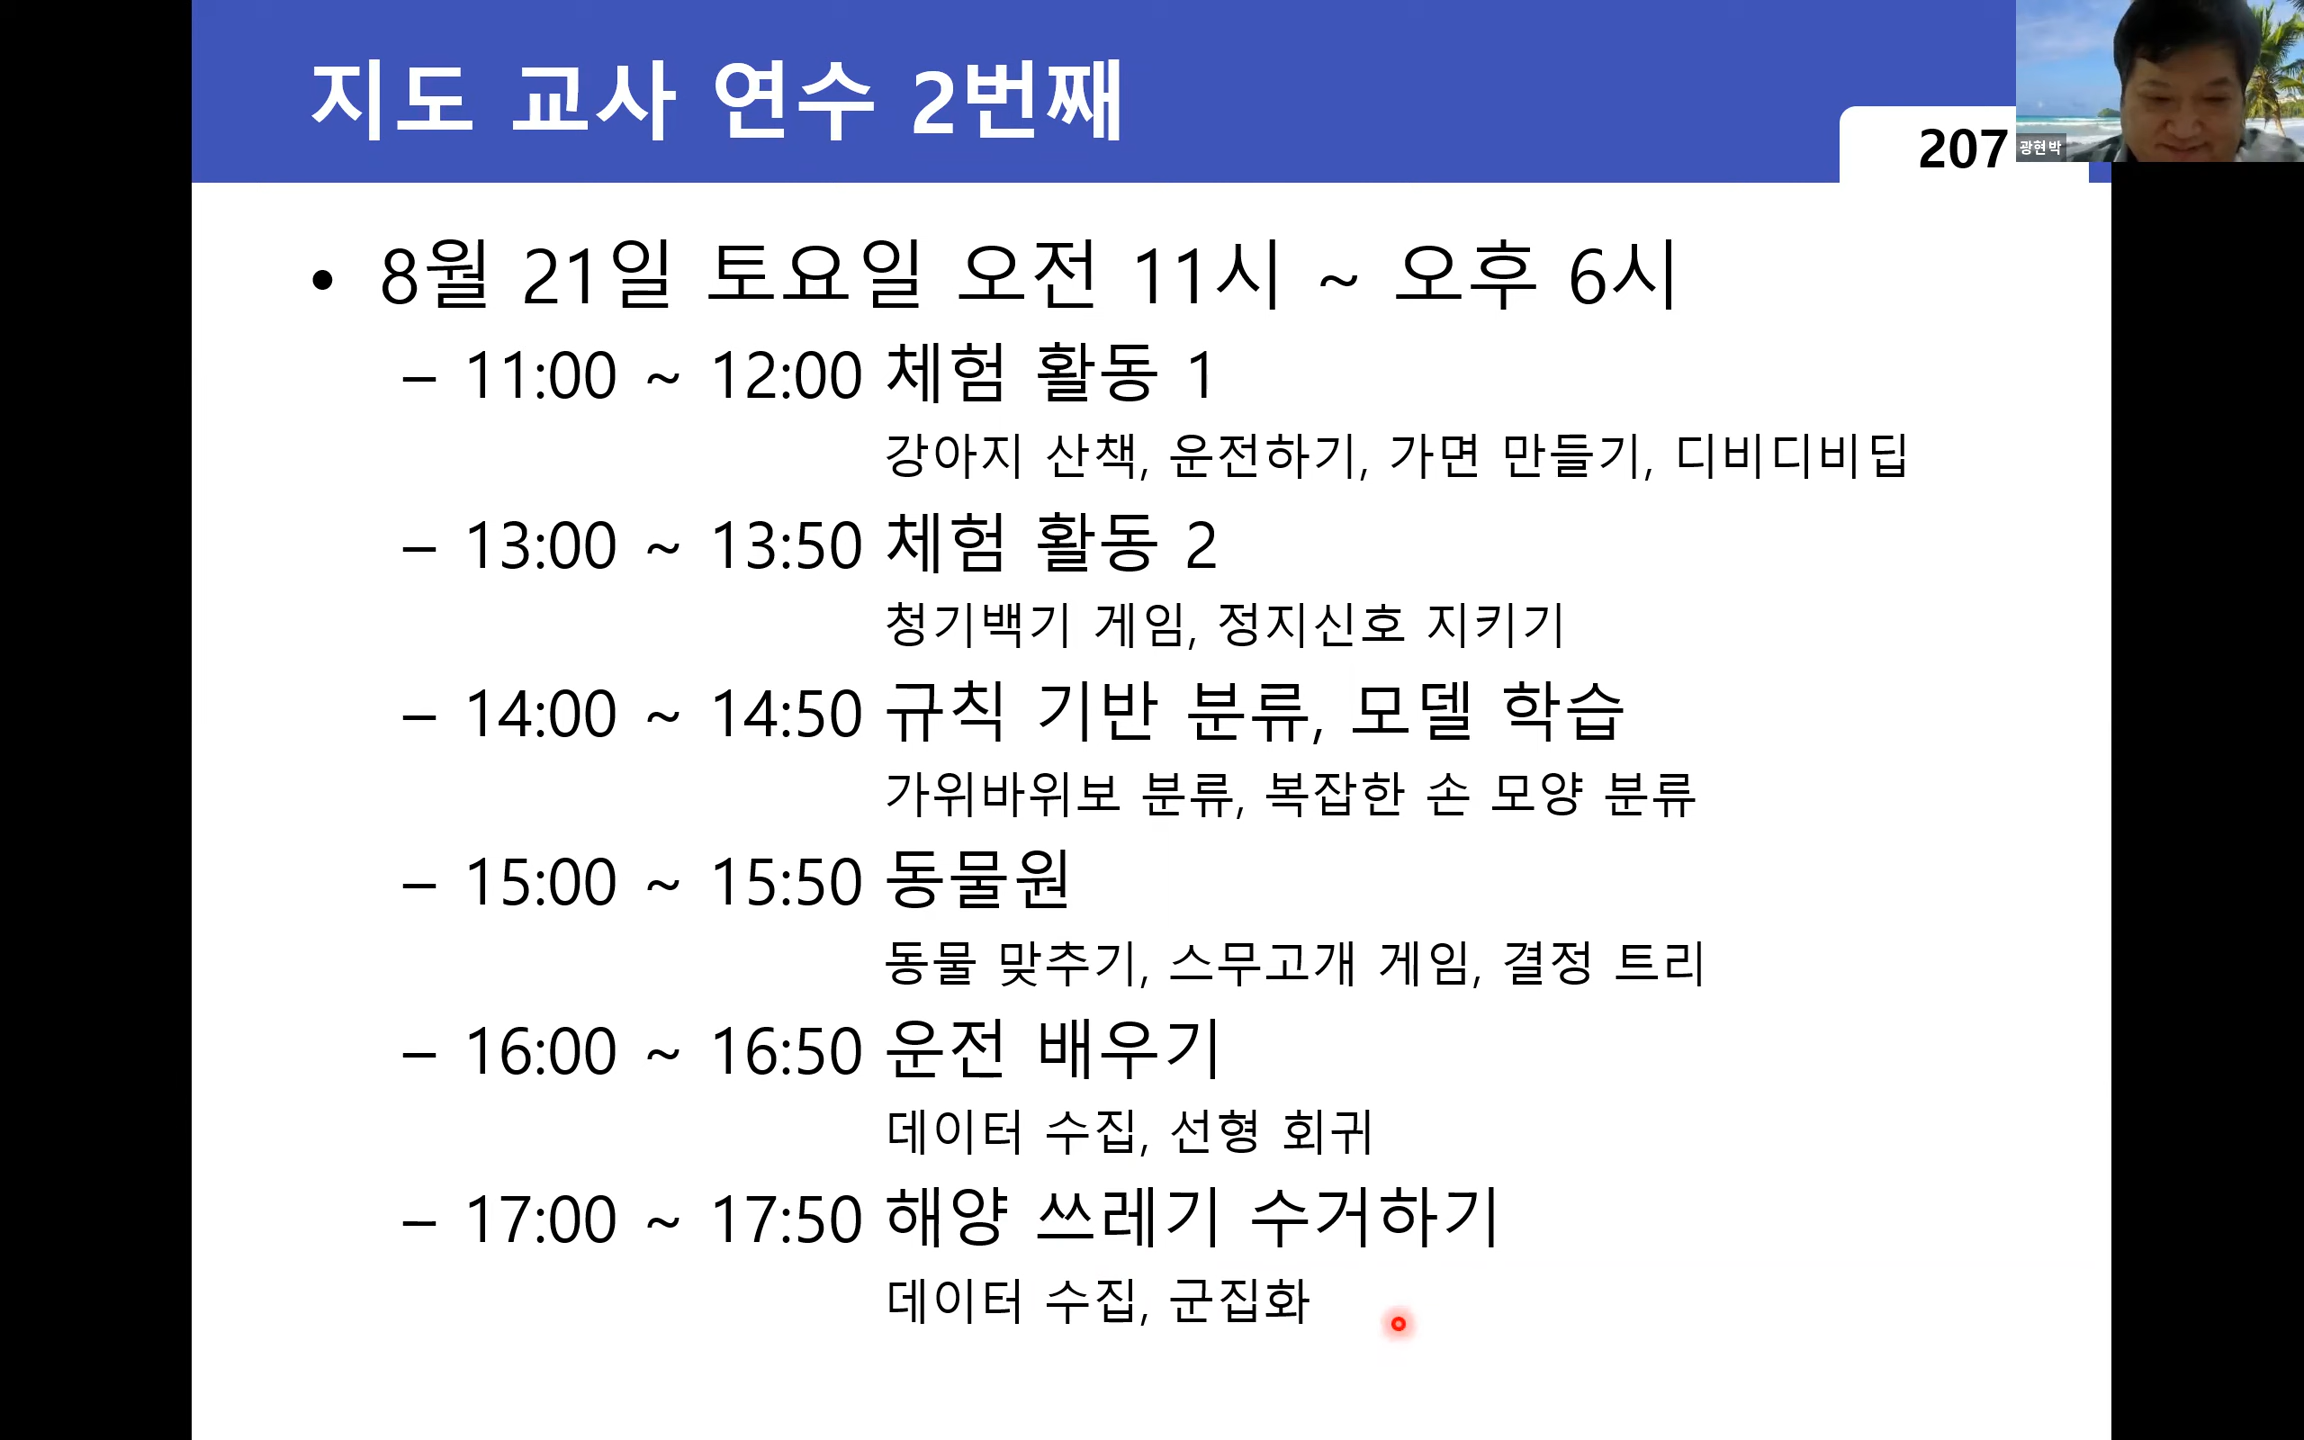 지도 교사 연수 2번째
207
광현박
• 8월 21일 토요일 오전 11시 ~ 오후 6시
– 11:00 ~ 12:00 체험 활동 1
강아지 산책, 운전하기, 가면 만들기, 디비디비딥
– 13:00 ~ 13:50 체험 활동 2
청기백기 게임, 정지신호 지키기
– 14:00 ~ 14:50 규칙 기반 분류, 모델 학습
가위바위보 분류, 복잡한 손 모양 분류
– 15:00 ~ 15:50 동물원
동물 맞추기, 스무고개 게임, 결정 트리
– 16:00 ~ 16:50 운전 배우기
데이터 수집, 선형 회귀
– 17:00 ~ 17:50 해양 쓰레기 수거하기
데이터 수집, 군집화